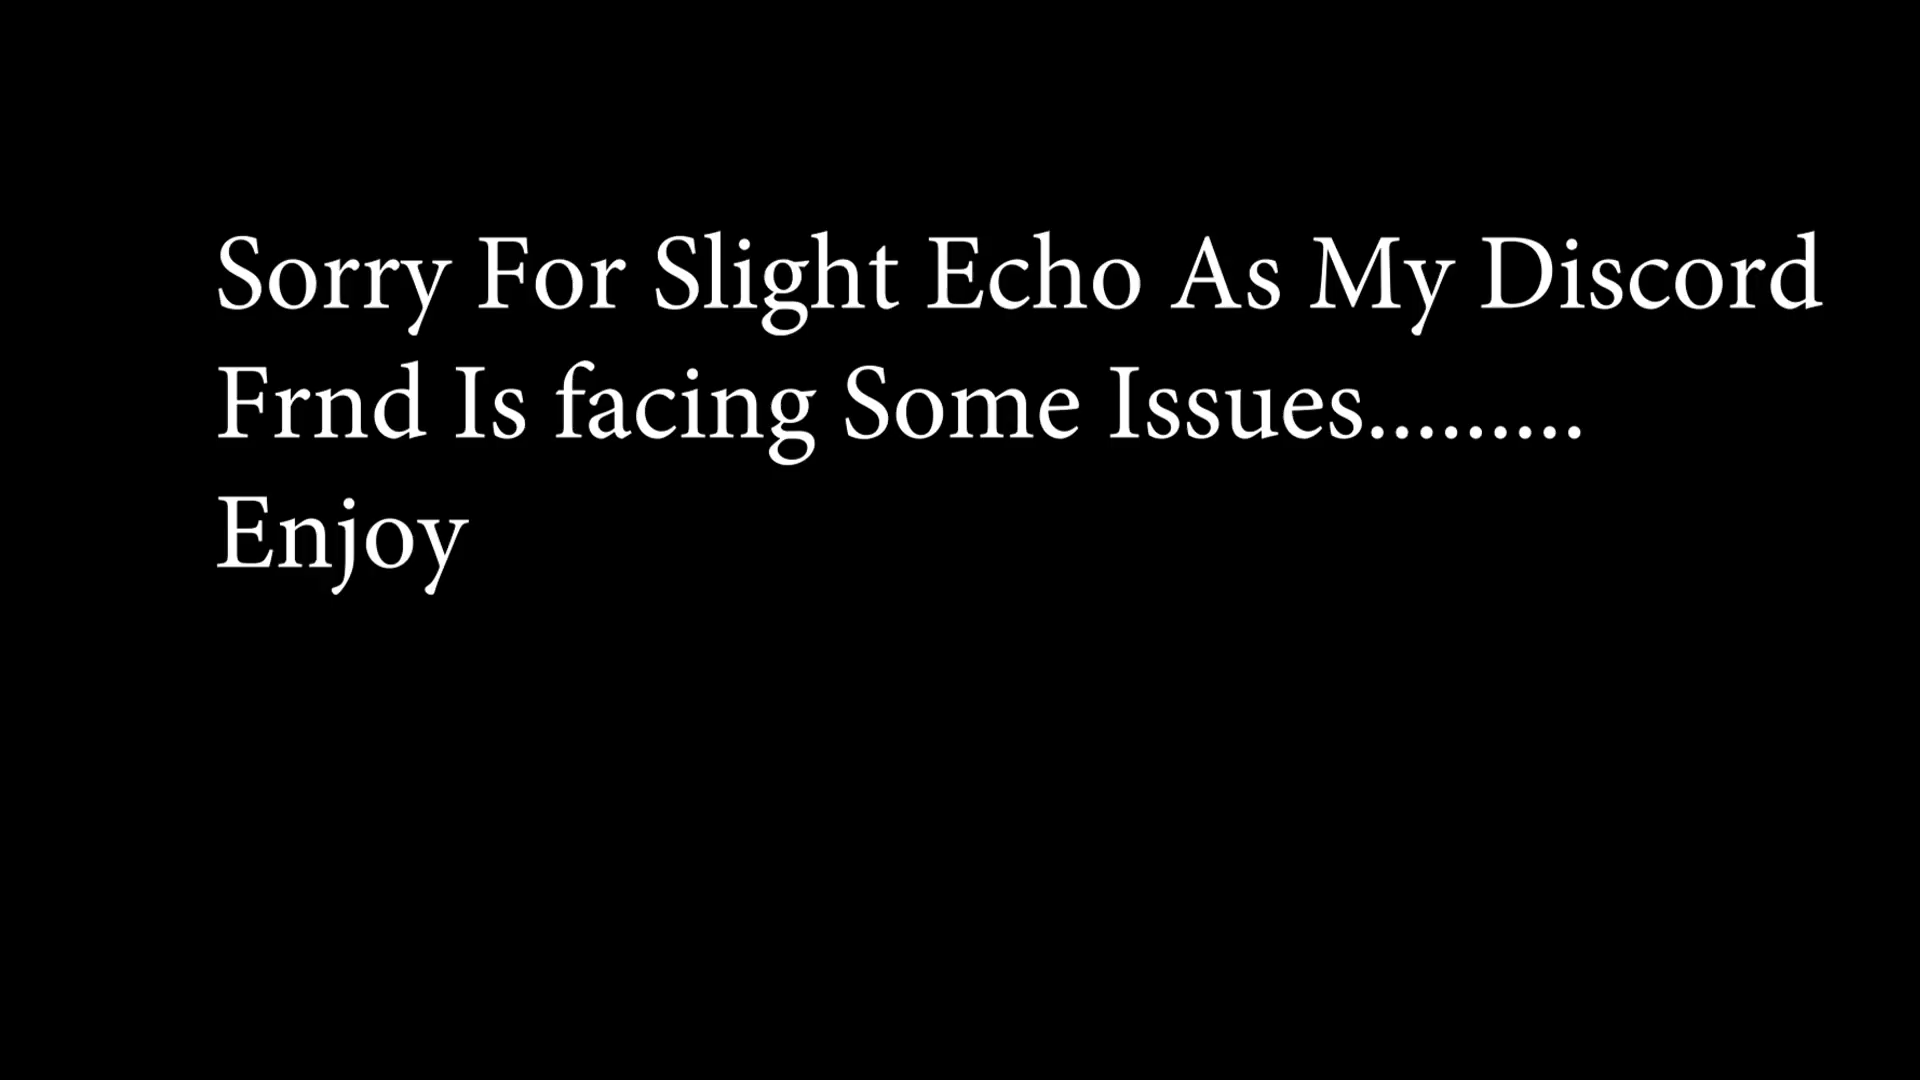 Sorry For Slight Echo As My Discord
Frnd Is facing Some Issues.........
Enjoy